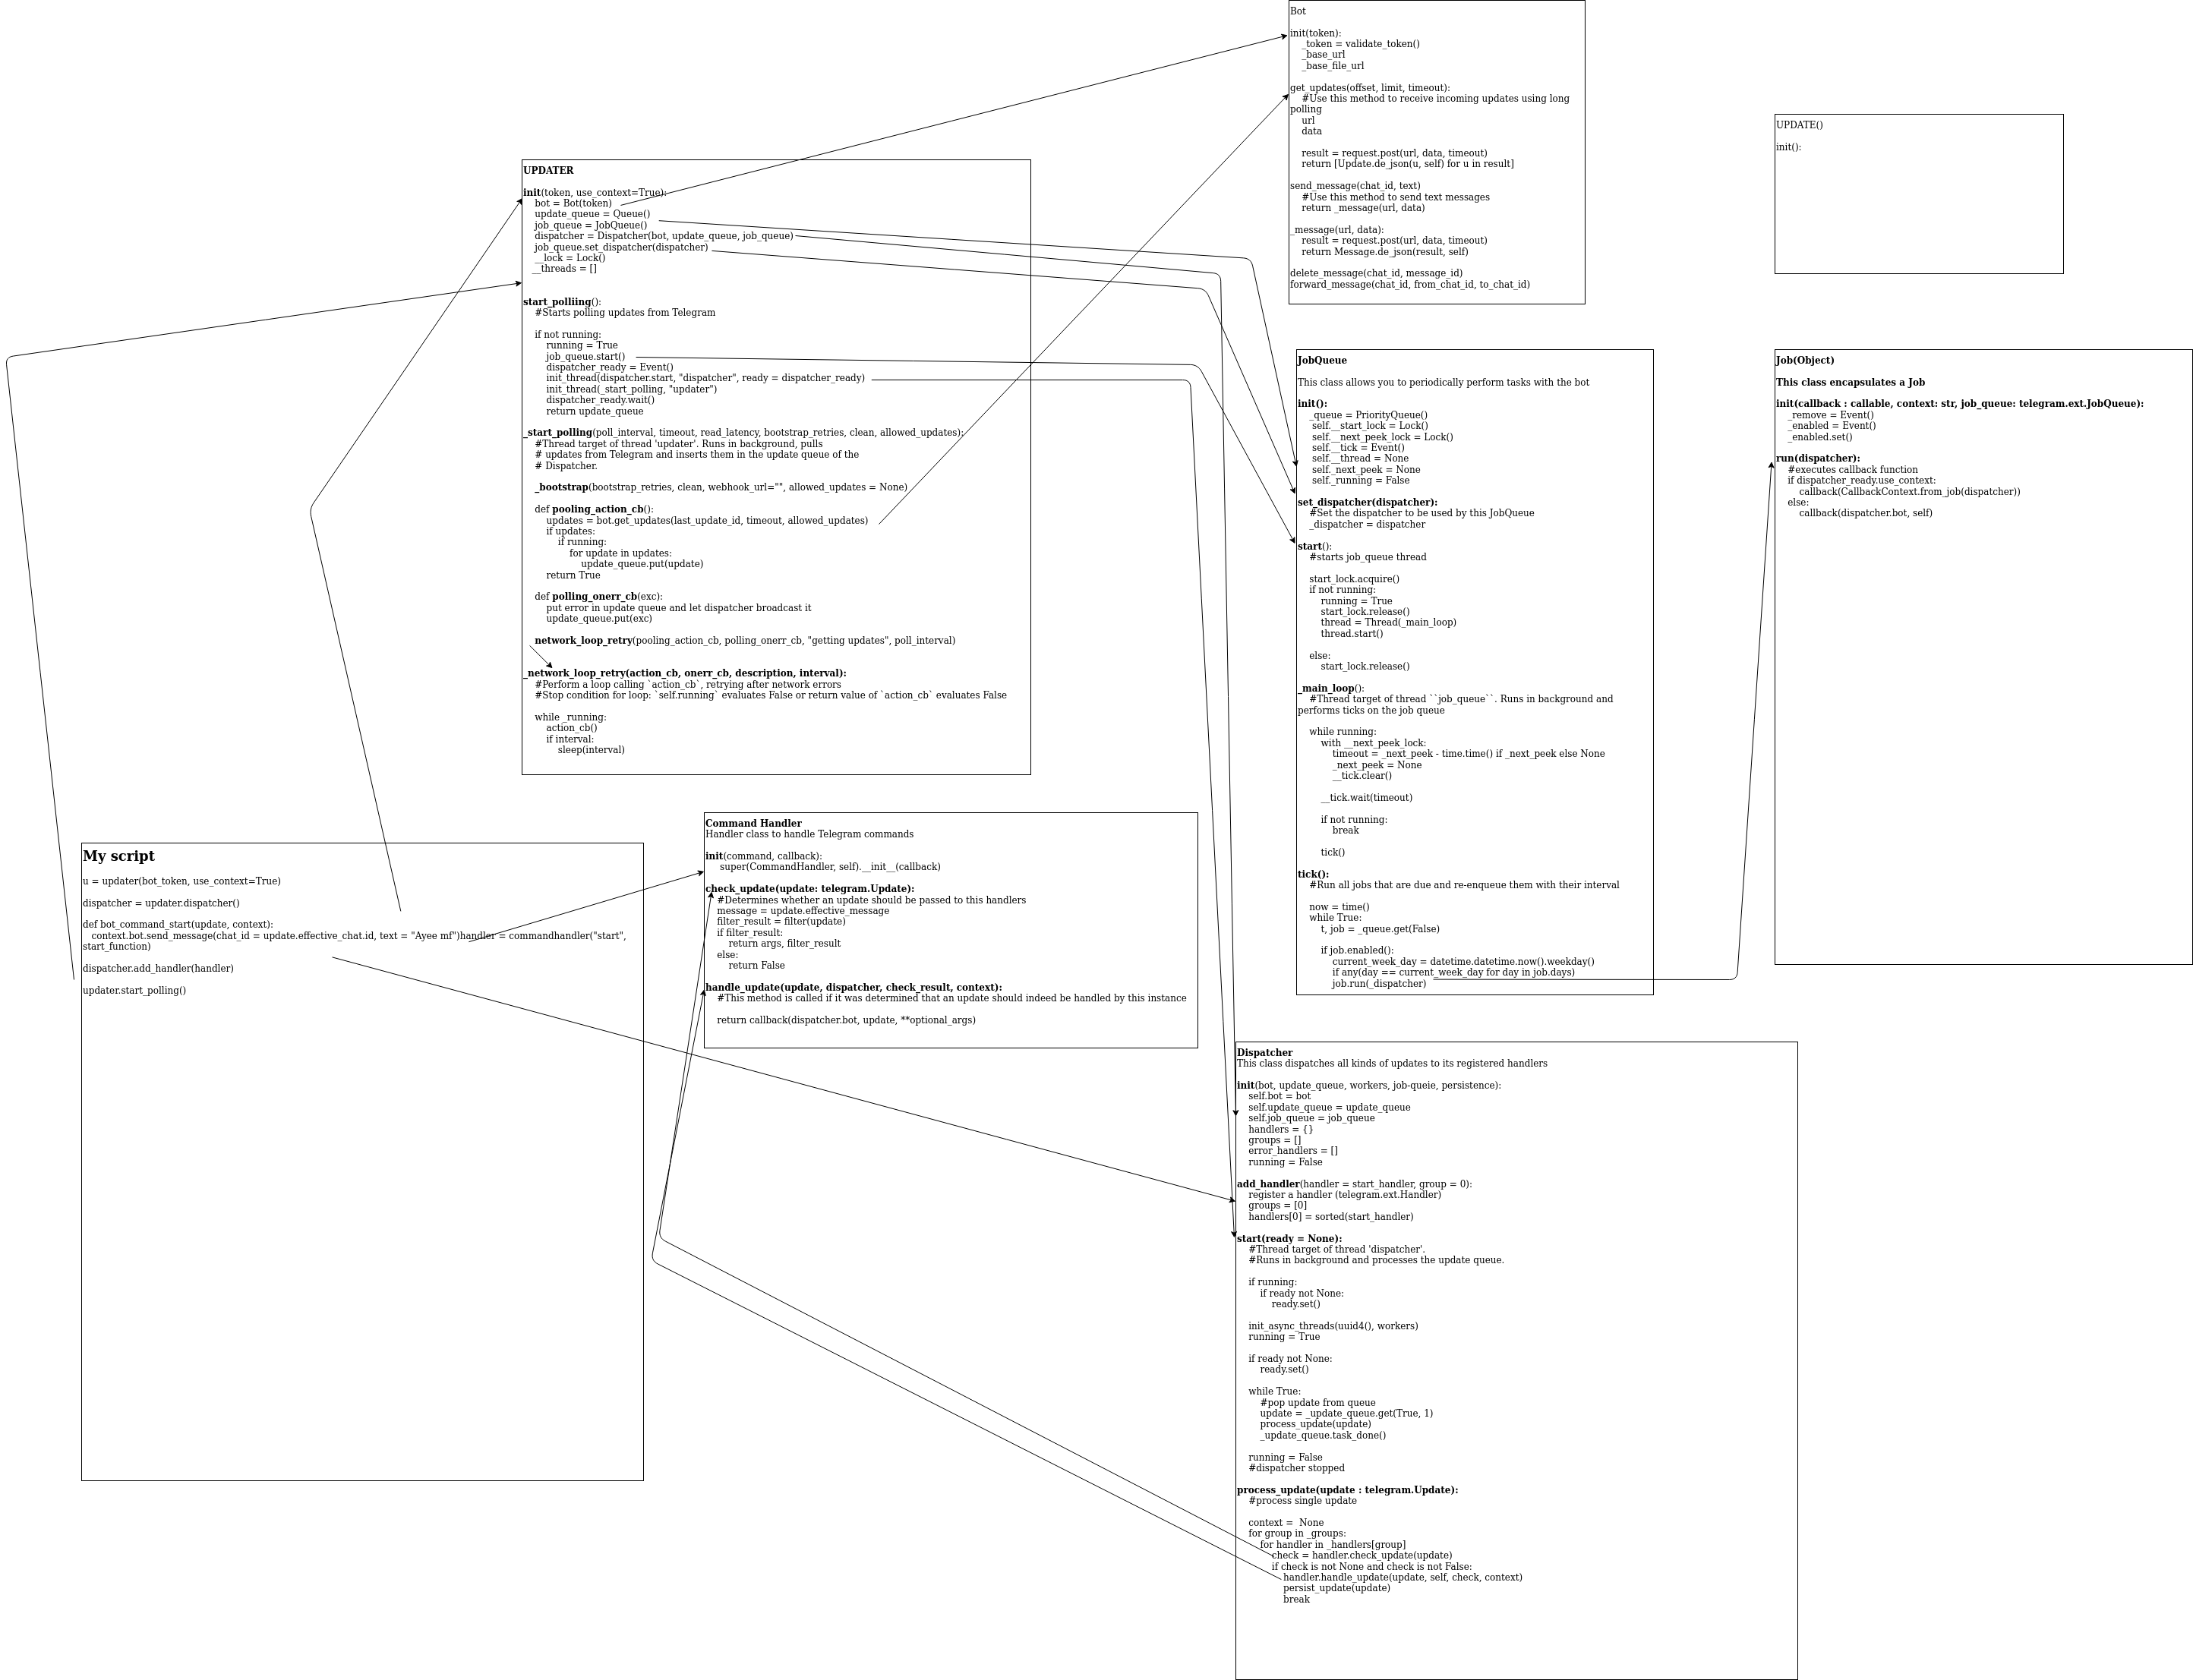 Bot
init(token):
_token = validate_token()
_base_url
_base_file_url
get_updates(offset, limit, timeout):
#Use this method to receive incoming updates using long
polling
url
data
result = request.post(url, data, timeout)
return [Update.de_json(u, self) for u in result]
send_message(chat_id, text)
#Use this method to send text messages
return _message(url, data)
_message(url, data):
result = request.post(url, data, timeout)
return Message.de_json(result, self)
delete_message(chat_id, message_id)
forward_message(chat_id, from_chat_id, to_chat_id)
UPDATE()
init():
UPDATER
init(token, use_context=True):
bot = Bot(token)
update_queue = Queue()
job_queue = JobQueue()
dispatcher = Dispatcher(bot, update_queue, job_queue)
job_queue.set_dispatcher(dispatcher)
__lock = Lock()
__threads = []
start_polliing():
#Starts polling updates from Telegram
if not running:
running = True
job_queue.start()
dispatcher_ready = Event()
init_thread(dispatcher.start, "dispatcher", ready = dispatcher_ready)
init_thread(_start_polling, "updater")
dispatcher_ready.wait()
return update_queue
_start_polling(poll_interval, timeout, read_latency, bootstrap_retries, clean, allowed_updates):
#Thread target of thread 'updater'. Runs in background, pulls
# updates from Telegram and inserts them in the update queue of the
# Dispatcher.
_bootstrap(bootstrap_retries, clean, webhook_url="", allowed_updates = None)
def pooling_action_cb():
updates = bot.get_updates(last_update_id, timeout, allowed_updates)
if updates:
if running:
for update in updates:
update_queue.put(update)
return True
def polling_onerr_cb(exc):
put error in update queue and let dispatcher broadcast it
update_queue.put(exc)
_network_loop_retry(pooling_action_cb, polling_onerr_cb, "getting updates", poll_interval)
_network_loop_retry(action_cb, onerr_cb, description, interval):
#Perform a loop calling `action_cb`, retrying after network errors
#Stop condition for loop: `self.running` evaluates False or return value of `action_cb` evaluates False
while _running:
action_cb()
if interval:
sleep(interval)
JobQueue
This class allows you to periodically perform tasks with the bot
init():
_queue = PriorityQueue()
self.__start_lock = Lock()
self.__next_peek_lock = Lock()
self.__tick = Event()
self.__thread = None
self._next_peek = None
self._running = False
set_dispatcher(dispatcher):
#Set the dispatcher to be used by this JobQueue
_dispatcher = dispatcher
start():
#starts job_queue thread
start_lock.acquire()
if not running:
running = True
start_lock.release()
thread = Thread(_main_loop)
thread.start()
else:
start_lock.release()
_main_loop():
#Thread target of thread ``job_queue``. Runs in background and
performs ticks on the job queue
while running:
with __next_peek_lock:
timeout = _next_peek - time.time() if _next_peek else None
_next_peek = None
__tick.clear()
__tick.wait(timeout)
if not running:
break
tick()
tick():
#Run all jobs that are due and re-enqueue them with their interval
now = time()
while True:
t, job = _queue.get(False)
if job.enabled():
current_week_day = datetime.datetime.now().weekday()
if any(day == current_week_day for day in job.days)
job.run(_dispatcher)
Job(Object)
This class encapsulates a Job
init(callback : callable, context: str, job_queue: telegram.ext.JobQueue):
_remove = Event()
_enabled = Event()
_enabled.set()
run(dispatcher):
#executes callback function
if dispatcher_ready.use_context:
callback(CallbackContext.from_job(dispatcher))
else:
callback(dispatcher.bot, self)
My script
u = updater(bot_token, use_context=True)
dispatcher = updater.dispatcher()
def bot_command_start(update, context):
context.bot.send_message(chat_id = update.effective_chat.id, text = "Ayee mf")handler = commandhandler("start",
start_function)
dispatcher.add_handler(handler)
updater.start_polling()
Command Handler
Handler class to handle Telegram commands
init(command, callback):
super(CommandHandler, self).__init__(callback)
check_update(update: telegram.Update):
#Determines whether an update should be passed to this handlers
message = update.effective_message
filter_result = filter(update)
if filter_result:
return args, filter_result
else:
return False
handle_update(update, dispatcher, check_result, context):
#This method is called if it was determined that an update should indeed be handled by this instance
return callback(dispatcher.bot, update, **optional_args)
Dispatcher
This class dispatches all kinds of updates to its registered handlers
init(bot, update_queue, workers, job-queie, persistence):
self.bot = bot
self.update_queue = update_queue
self.job_queue = job_queue
handlers = {}
groups = []
error_handlers = []
running = False
add_handler(handler = start_handler, group = 0):
register a handler (telegram.ext.Handler)
groups = [0]
handlers[0] = sorted(start_handler)
start(ready = None):
#Thread target of thread 'dispatcher'.
#Runs in background and processes the update queue.
if running:
if ready not None:
ready.set()
init_async_threads(uuid4(), workers)
running = True
if ready not None:
ready.set()
while True:
#pop update from queue
update = _update_queue.get(True, 1)
process_update(update)
_update_queue.task_done()
running = False
#dispatcher stopped
process_update(update : telegram.Update):
#process single update
context =  None
for group in _groups:
for handler in _handlers[group]
check = handler.check_update(update)
if check is not None and check is not False:
handler.handle_update(update, self, check, context)
persist_update(update)
break